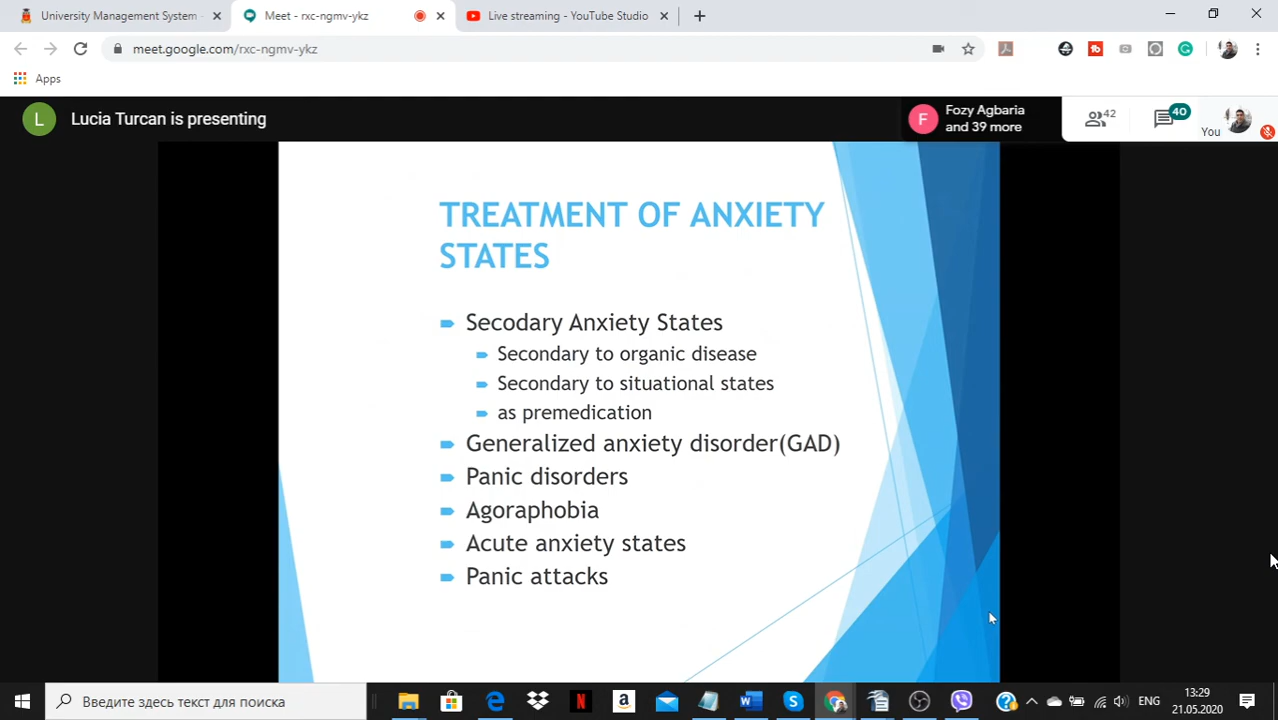 University Management System -
Meet - rxc-ngmv-ykz
Live streaming - YouTube Studio
meet.google.com/rxc-ngmv-ykz
Apps
L
Lucia Turcan is presenting
F
Fozy Agbaria
and 39 more
42
40
You
TREATMENT OF ANXIETY
STATES
Secodary Anxiety States
Secondary to organic disease
Secondary to situational states
as premedication
Generalized anxiety disorder(GAD)
Panic disorders
Agoraphobia
Acute anxiety states
Panic attacks
Введите здесь текст для поиска
ENG
13:29
21.05.2020